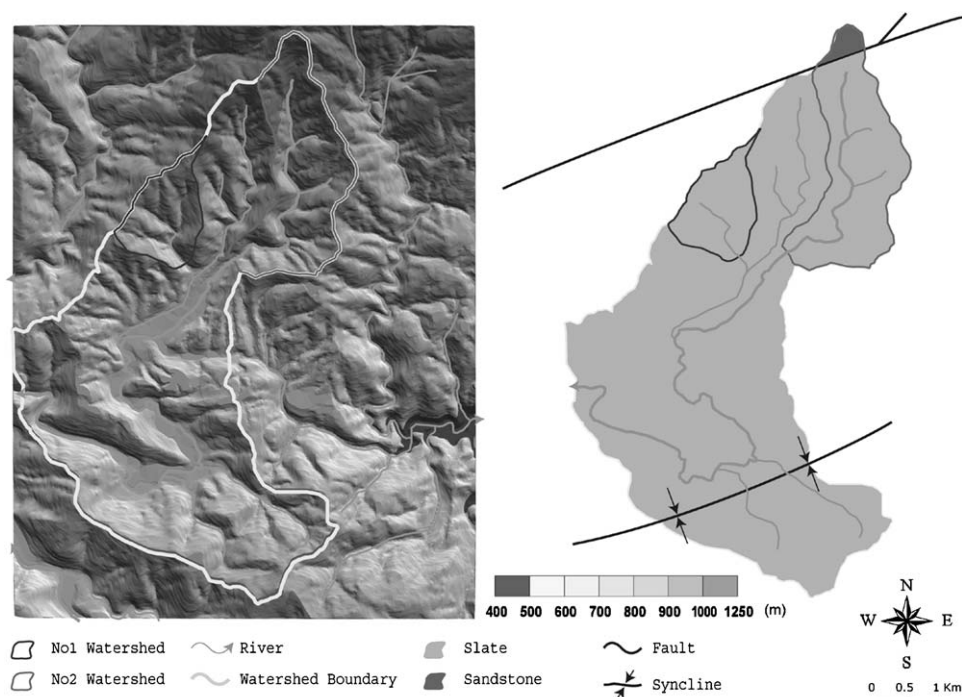 400 500 600 700 800 900 1000 1250 (m)
N
W E
S
No1 Watershed River Slate Fault
No2 Watershed Watershed Boundary Sandstone Syncline
0 0.5 1 Km